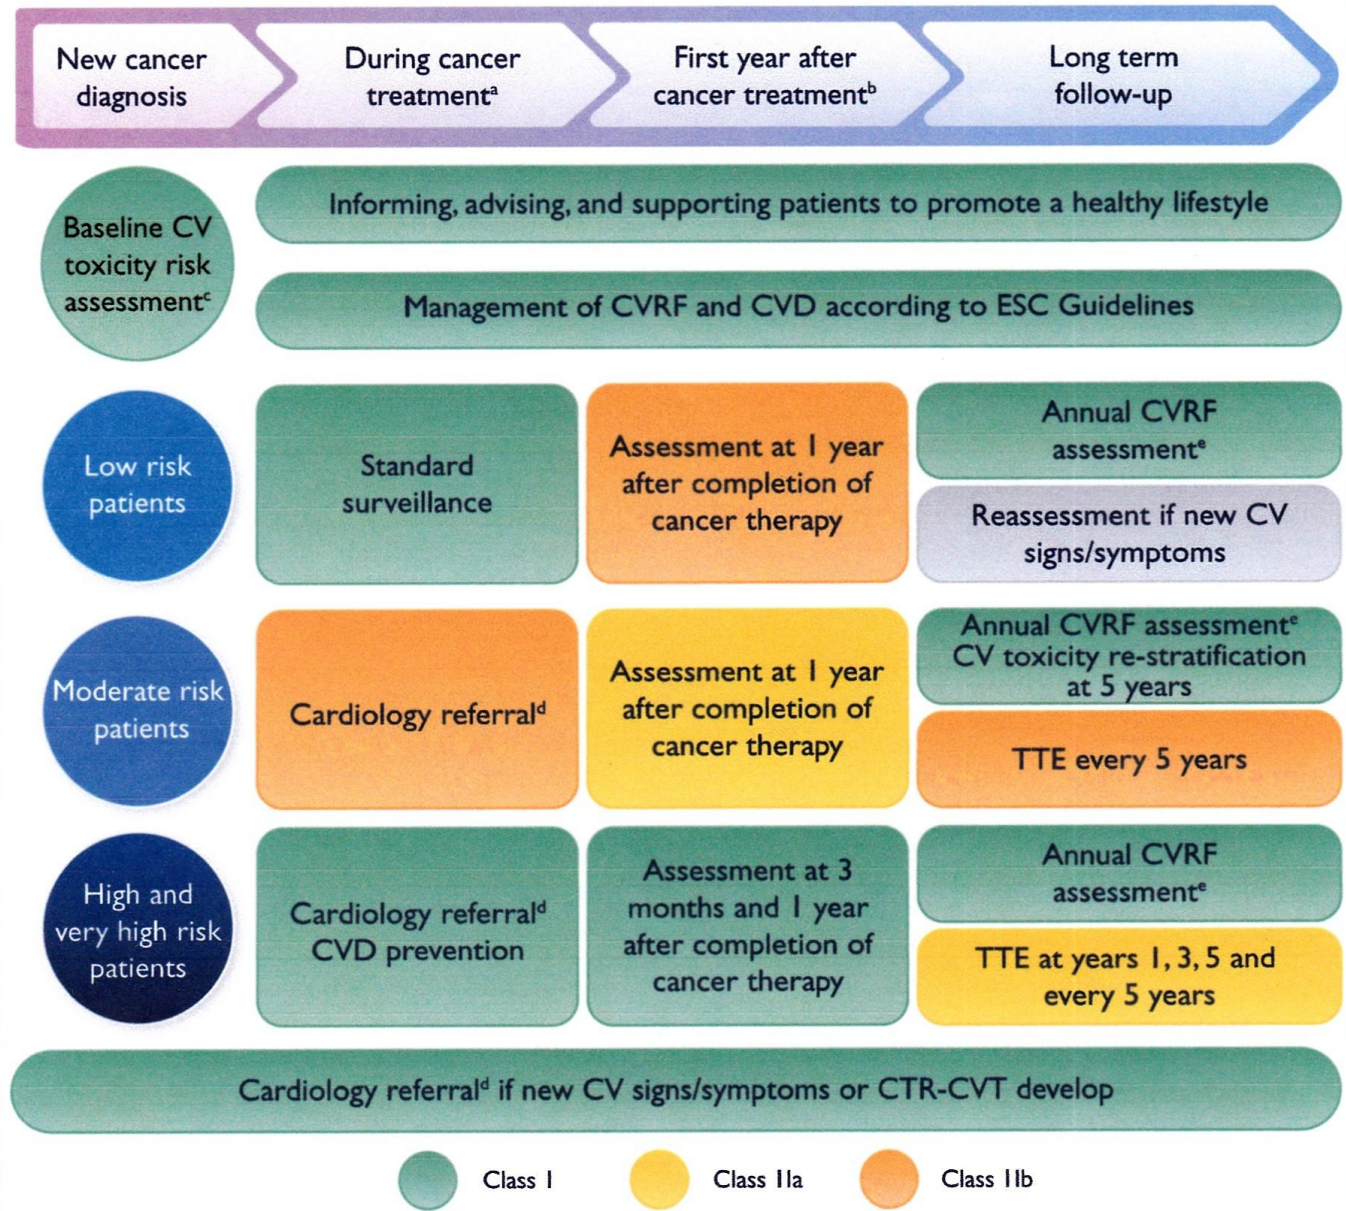 New cancer
diagnosis
During cancer
treatmentᵃ
First year after
cancer treatmentᵇ
Long term
follow-up
Baseline CV
toxicity risk
assessmentᶜ
Informing, advising, and supporting patients to promote a healthy lifestyle
Management of CVRF and CVD according to ESC Guidelines
Low risk
patients
Standard
surveillance
Assessment at 1 year
after completion of
cancer therapy
Annual CVRF
assessmentᵉ
Reassessment if new CV
signs/symptoms
Moderate risk
patients
Cardiology referralᵈ
Assessment at 1 year
after completion of
cancer therapy
Annual CVRF assessmentᵉ
CV toxicity re-stratification
at 5 years
TTE every 5 years
High and
very high risk
patients
Cardiology referralᵈ
CVD prevention
Assessment at 3
months and 1 year
after completion of
cancer therapy
Annual CVRF
assessmentᵉ
TTE at years 1, 3, 5 and
every 5 years
Cardiology referralᵈ if new CV signs/symptoms or CTR-CVT develop
Class I
Class IIa
Class IIb